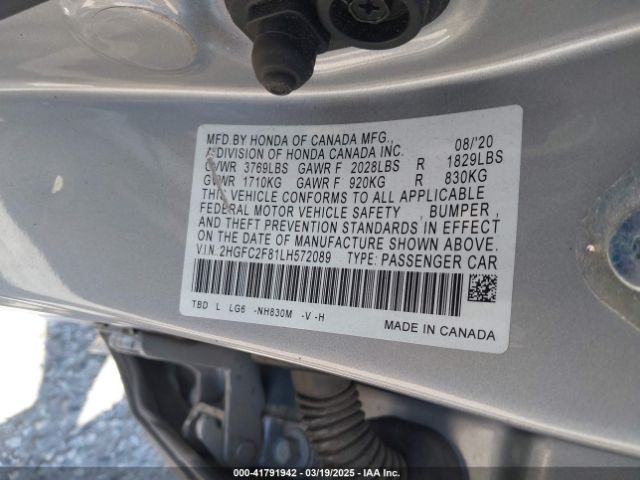 MFD.BY HONDA OF CANADA MFG., 08/'20
A DIVISION OF HONDA CANADA INC.
GVWR 3769LBS GAWR F 2028LBS R 1829LBS
GVWR 1710KG GAWR F 920KG R 830KG
THIS VEHICLE CONFORMS TO ALL APPLICABLE
FEDERAL MOTOR VEHICLE SAFETY , BUMPER ,
AND THEFT PREVENTION STANDARDS IN EFFECT
ON THE DATE OF MANUFACTURE SHOWN ABOVE.
V.I.N. 2HGFC2F81LH572089 TYPE: PASSENGER CAR
TBD L LG6 -NH830M -V -H
MADE IN CANADA
000-41791942 — 03/19/2025 — IAA Inc.